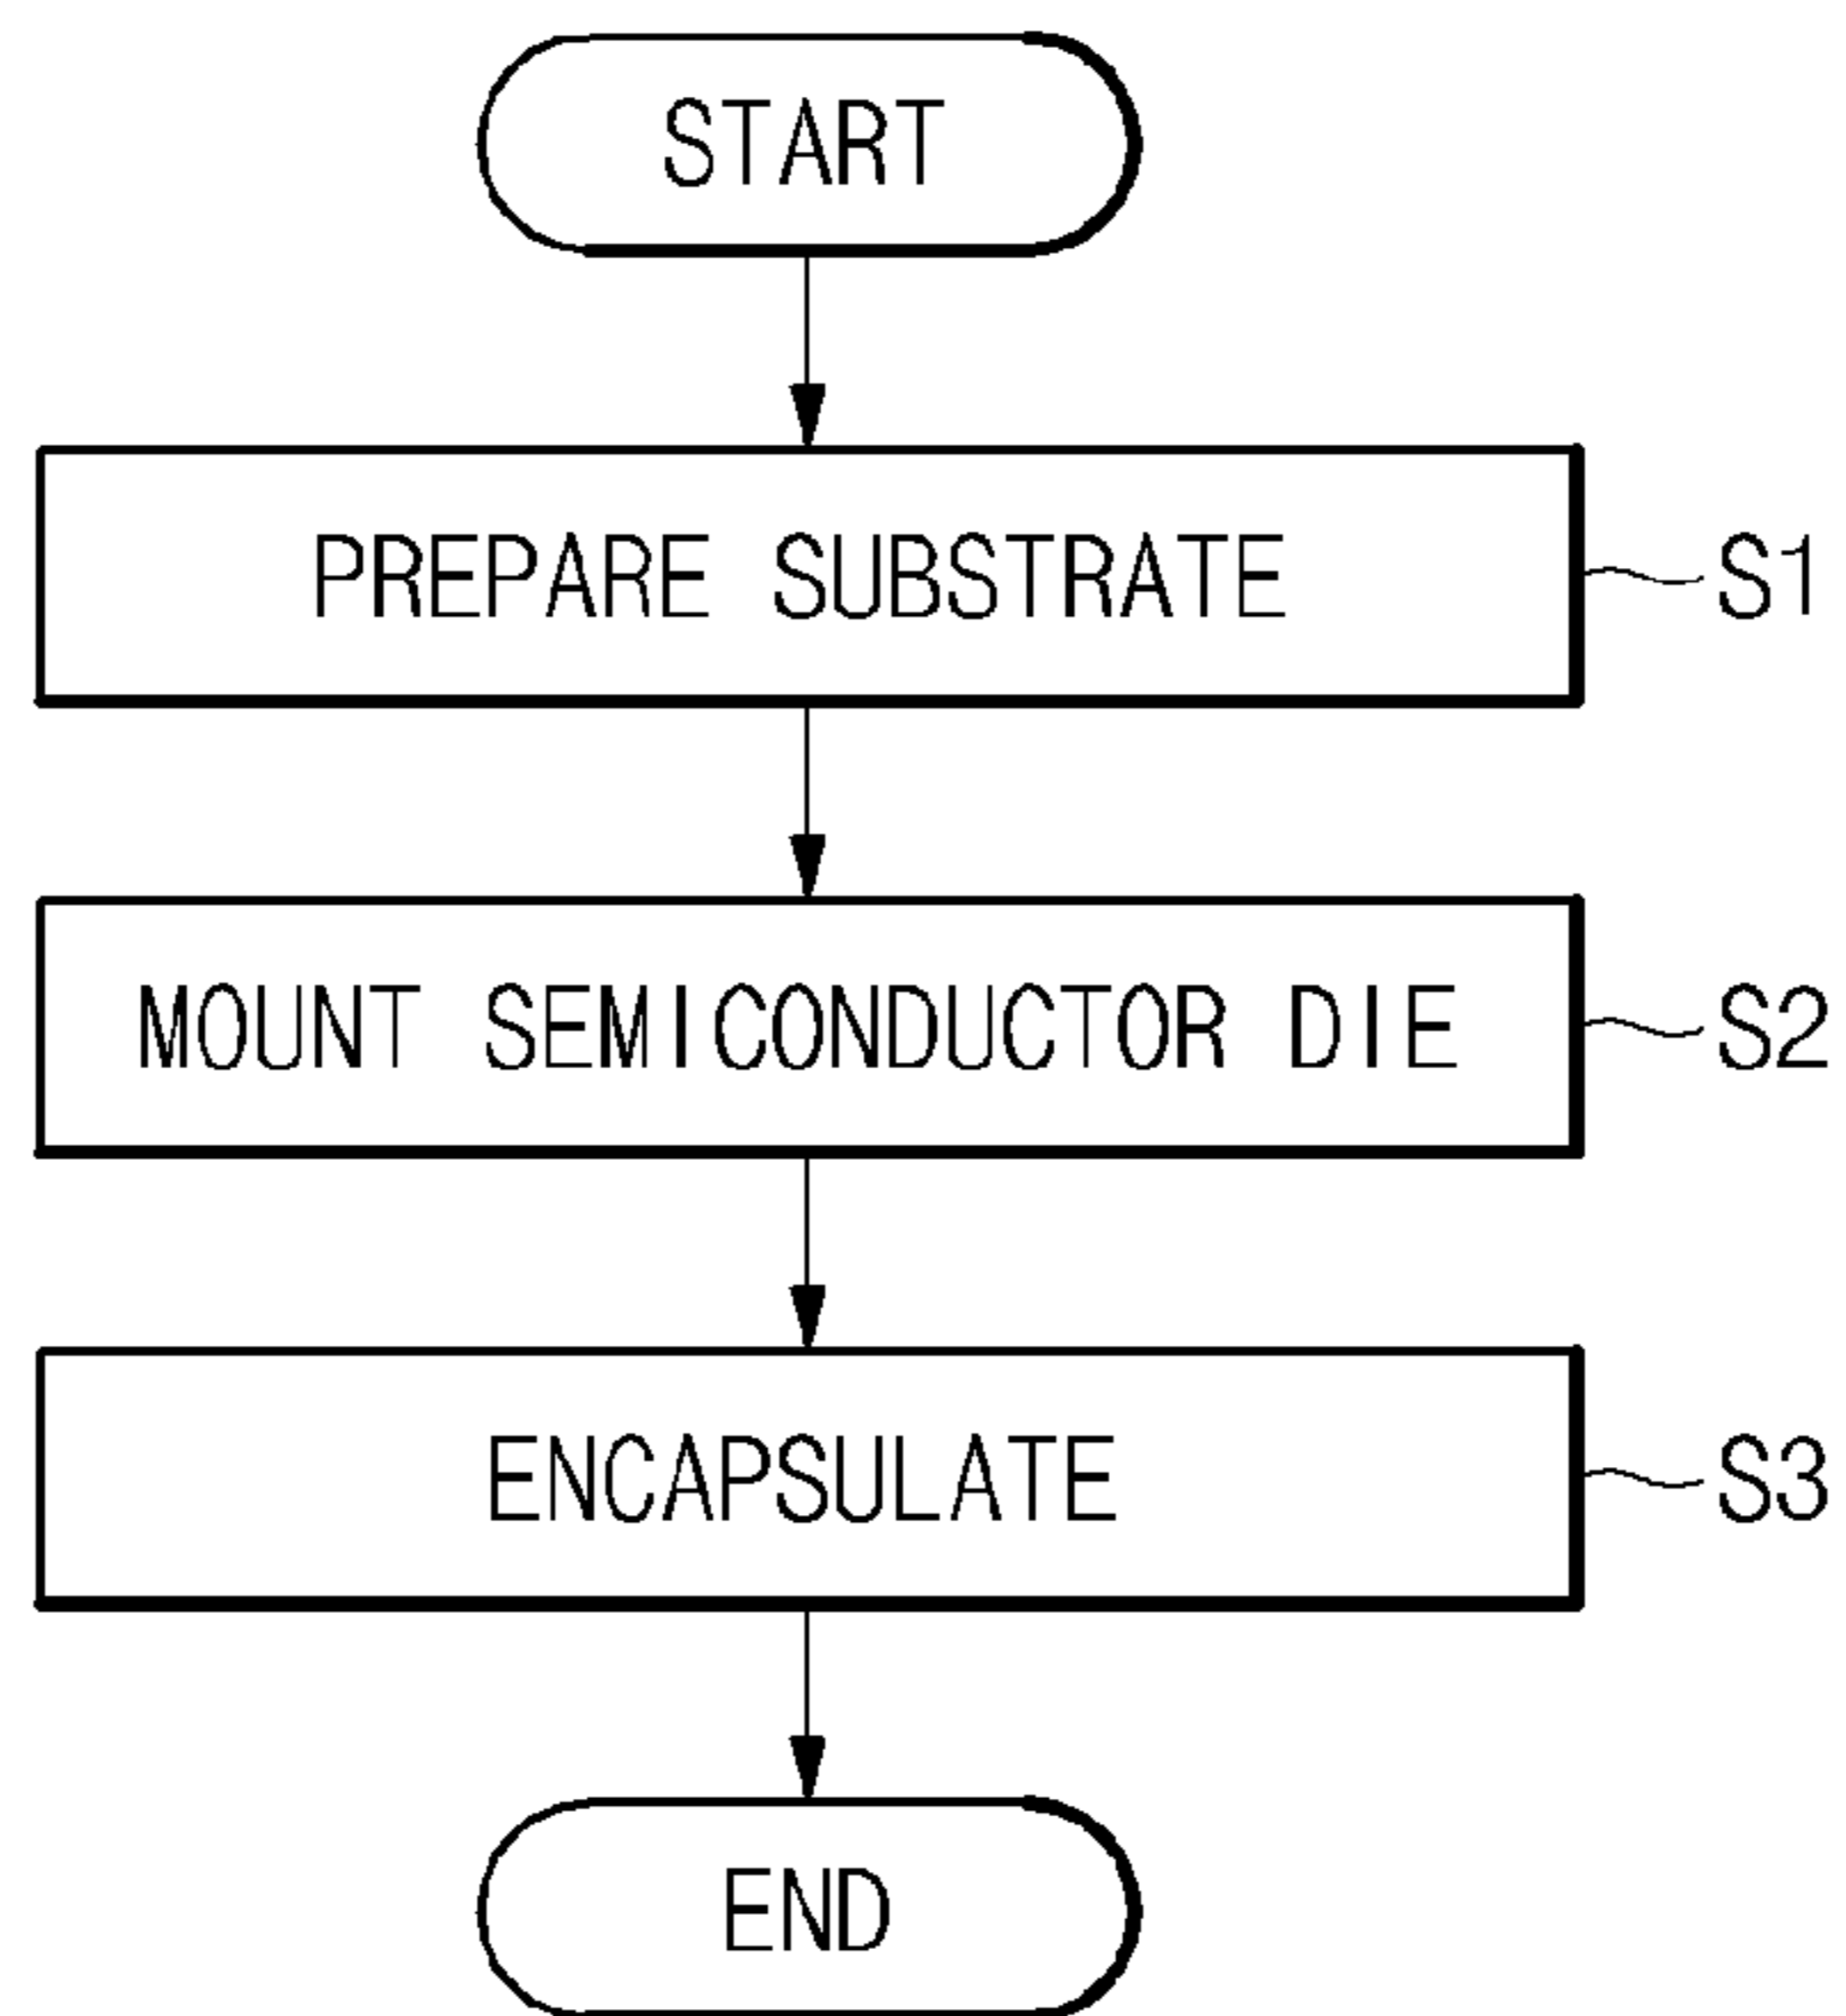 START
PREPARE SUBSTRATE
S1
MOUNT SEMICONDUCTOR DIE
S2
ENCAPSULATE
S3
END